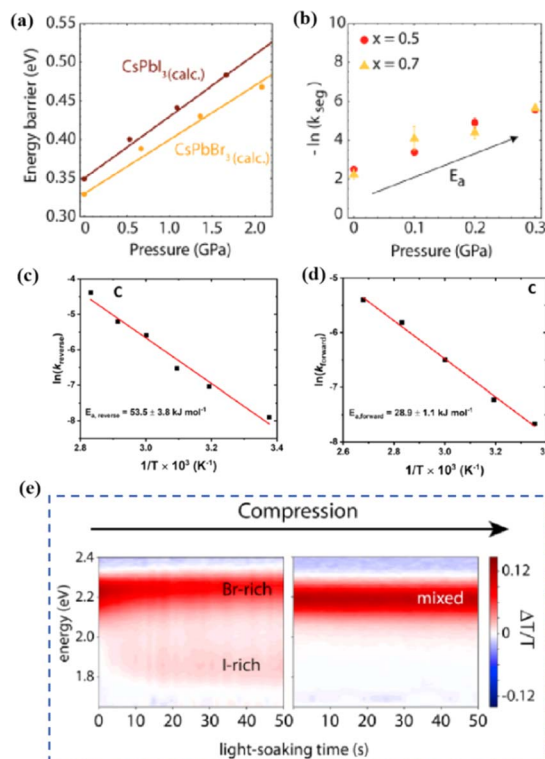 (a)
Energy barrier (eV)
0.55
0.50
0.45
0.40
0.35
0.30
CsPbI3(calc.)
CsPbBr3(calc.)
0.0 0.5 1.0 1.5 2.0
Pressure (GPa)
(b)
- ln (kseg)
10
8
6
4
2
0
x = 0.5
x = 0.7
Ea
0 0.1 0.2 0.3
Pressure (GPa)
(c)
C
ln(kreverse)
-4
-5
-6
-7
-8
Ea, reverse = 53.5 ± 3.8 kJ mol-1
2.8 3.0 3.2 3.4
1/T × 10³ (K-1)
(d)
C
ln(kforward)
-5
-6
-7
-8
Ea,forward = 28.9 ± 1.1 kJ mol-1
2.6 2.8 3.0 3.2 3.4
1/T × 10³ (K-1)
(e)
Compression
energy (eV)
2.4
2.2
2.0
1.8
Br-rich
I-rich
mixed
0 10 20 30 40 50
0 10 20 30 40 50
light-soaking time (s)
0.12
0
-0.12
ΔT/T